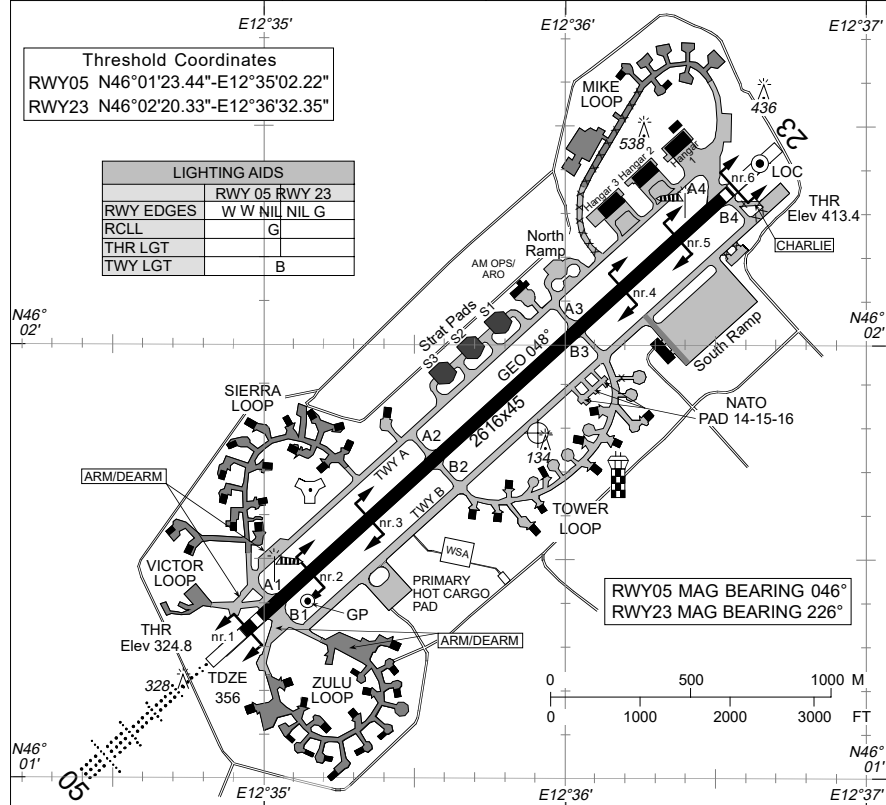 E12°35'
E12°36'
E12°37'
Threshold Coordinates
RWY05 N46°01'23.44"-E12°35'02.22"
RWY23 N46°02'20.33"-E12°36'32.35"
LIGHTING AIDS
RWY 05 RWY 23
RWY EDGES W W NIL NIL G
RCLL G
THR LGT
TWY LGT B
MIKE
LOOP
436
538
23
Hangar 3
Hangar 2
Hangar 1
A4
nr.6
LOC
THR
Elev 413.4
B4
CHARLIE
nr.5
North
Ramp
AM OPS/
ARO
nr.4
N46°
02'
N46°
02'
Strat Pads
S1
S2
S3
A3
GEO 048°
B3
South Ramp
2616x45
NATO
PAD 14-15-16
SIERRA
LOOP
A2
B2
134
TWY A
TWY B
ARM/DEARM
TOWER
LOOP
nr.3
WSA
VICTOR
LOOP
nr.2
A1
B1
PRIMARY
HOT CARGO
PAD
GP
RWY05 MAG BEARING 046°
RWY23 MAG BEARING 226°
THR
Elev 324.8
nr.1
ARM/DEARM
TDZE
356
ZULU
LOOP
328
0 500 1000 M
0 1000 2000 3000 FT
N46°
01'
N46°
01'
05
E12°35'
E12°36'
E12°37'